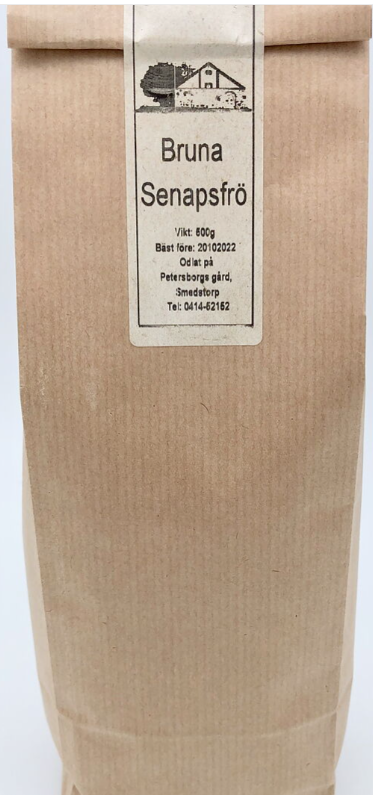 Bruna
Senapsfrö
Vikt: 500g
Bäst före: 20102022
Odlat på
Petersborgs gård,
Smedstorp
Tel: 0414-52152